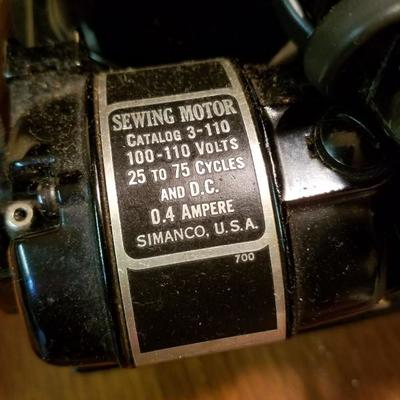 SEWING MOTOR
CATALOG 3-110
100-110 VOLTS
25 TO 75 CYCLES
AND D.C.
0.4 AMPERE
SIMANCO, U.S.A.
700